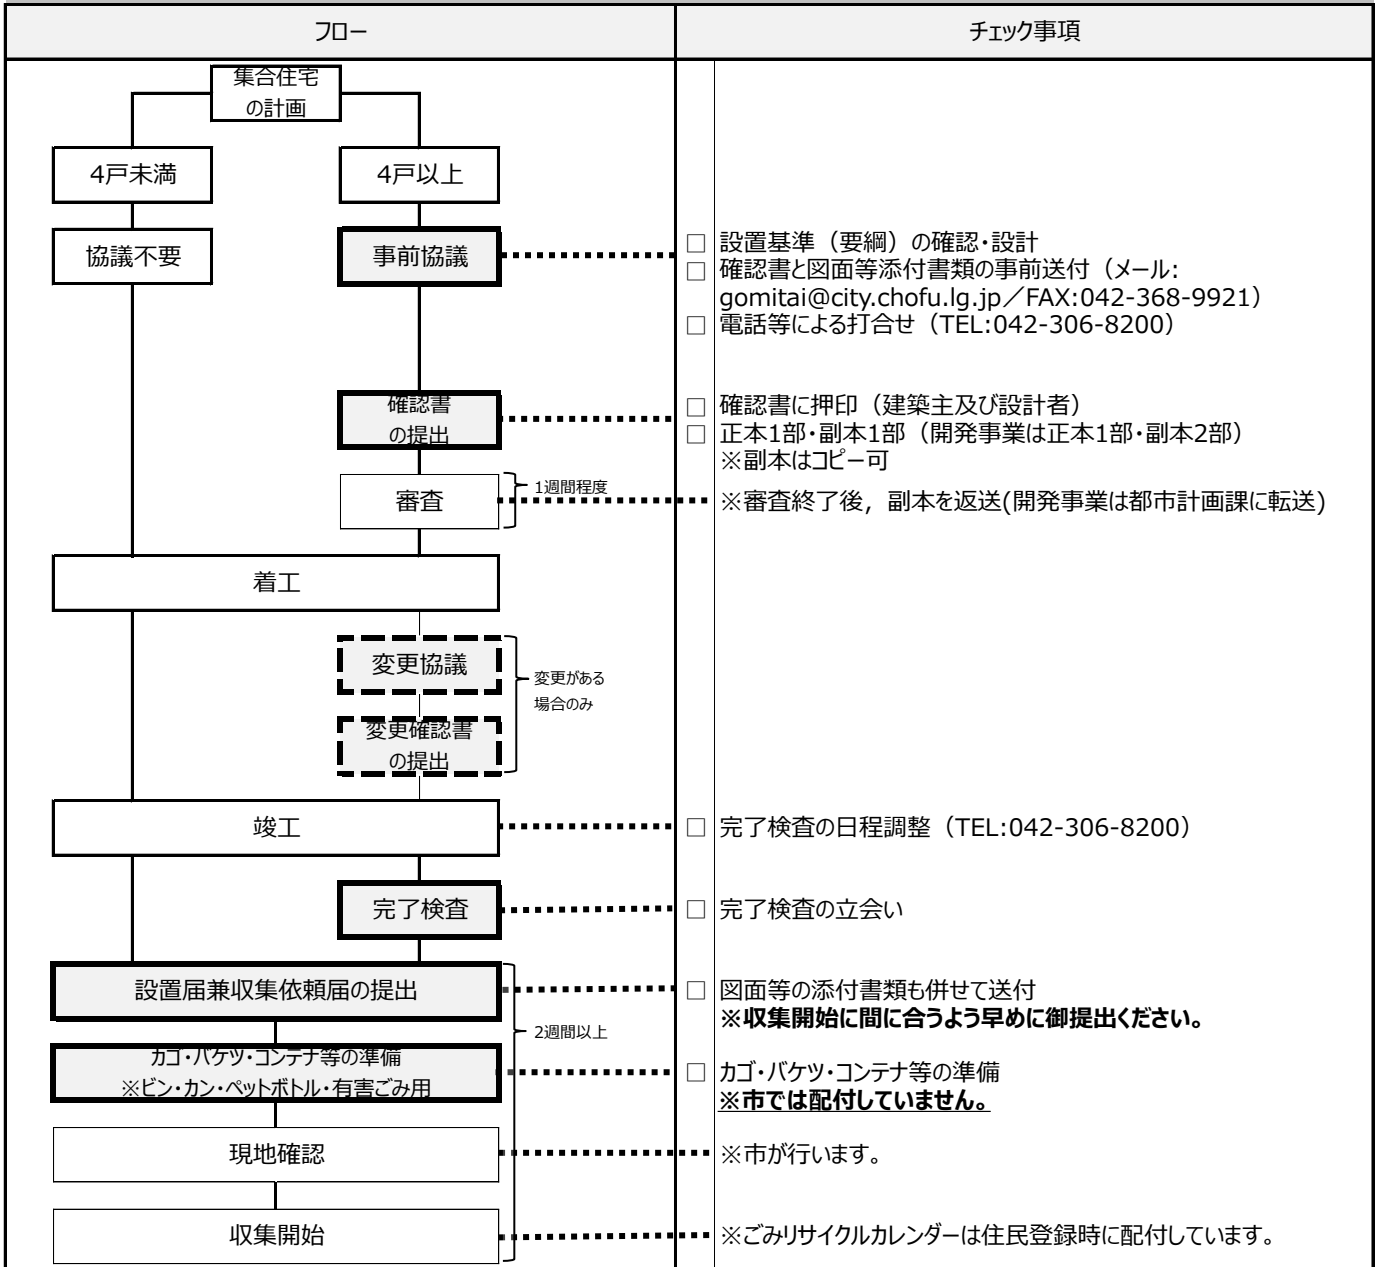 フロー
チェック事項
集合住宅
の計画
4戸未満
4戸以上
協議不要
事前協議
□ 設置基準（要綱）の確認・設計
□ 確認書と図面等添付書類の事前送付（メール:
gomitai@city.chofu.lg.jp／FAX:042-368-9921）
□ 電話等による打合せ（TEL:042-306-8200）
確認書
の提出
□ 確認書に押印（建築主及び設計者）
□ 正本1部・副本1部（開発事業は正本1部・副本2部）
※副本はコピー可
審査
1週間程度
※審査終了後，副本を返送(開発事業は都市計画課に転送)
着工
変更協議
変更がある
場合のみ
変更確認書
の提出
竣工
□ 完了検査の日程調整（TEL:042-306-8200）
完了検査
□ 完了検査の立会い
設置届兼収集依頼届の提出
□ 図面等の添付書類も併せて送付
※収集開始に間に合うよう早めに御提出ください。
2週間以上
カゴ・バケツ・コンテナ等の準備
※ビン・カン・ペットボトル・有害ごみ用
□ カゴ・バケツ・コンテナ等の準備
※市では配付していません。
現地確認
※市が行います。
収集開始
※ごみリサイクルカレンダーは住民登録時に配付しています。